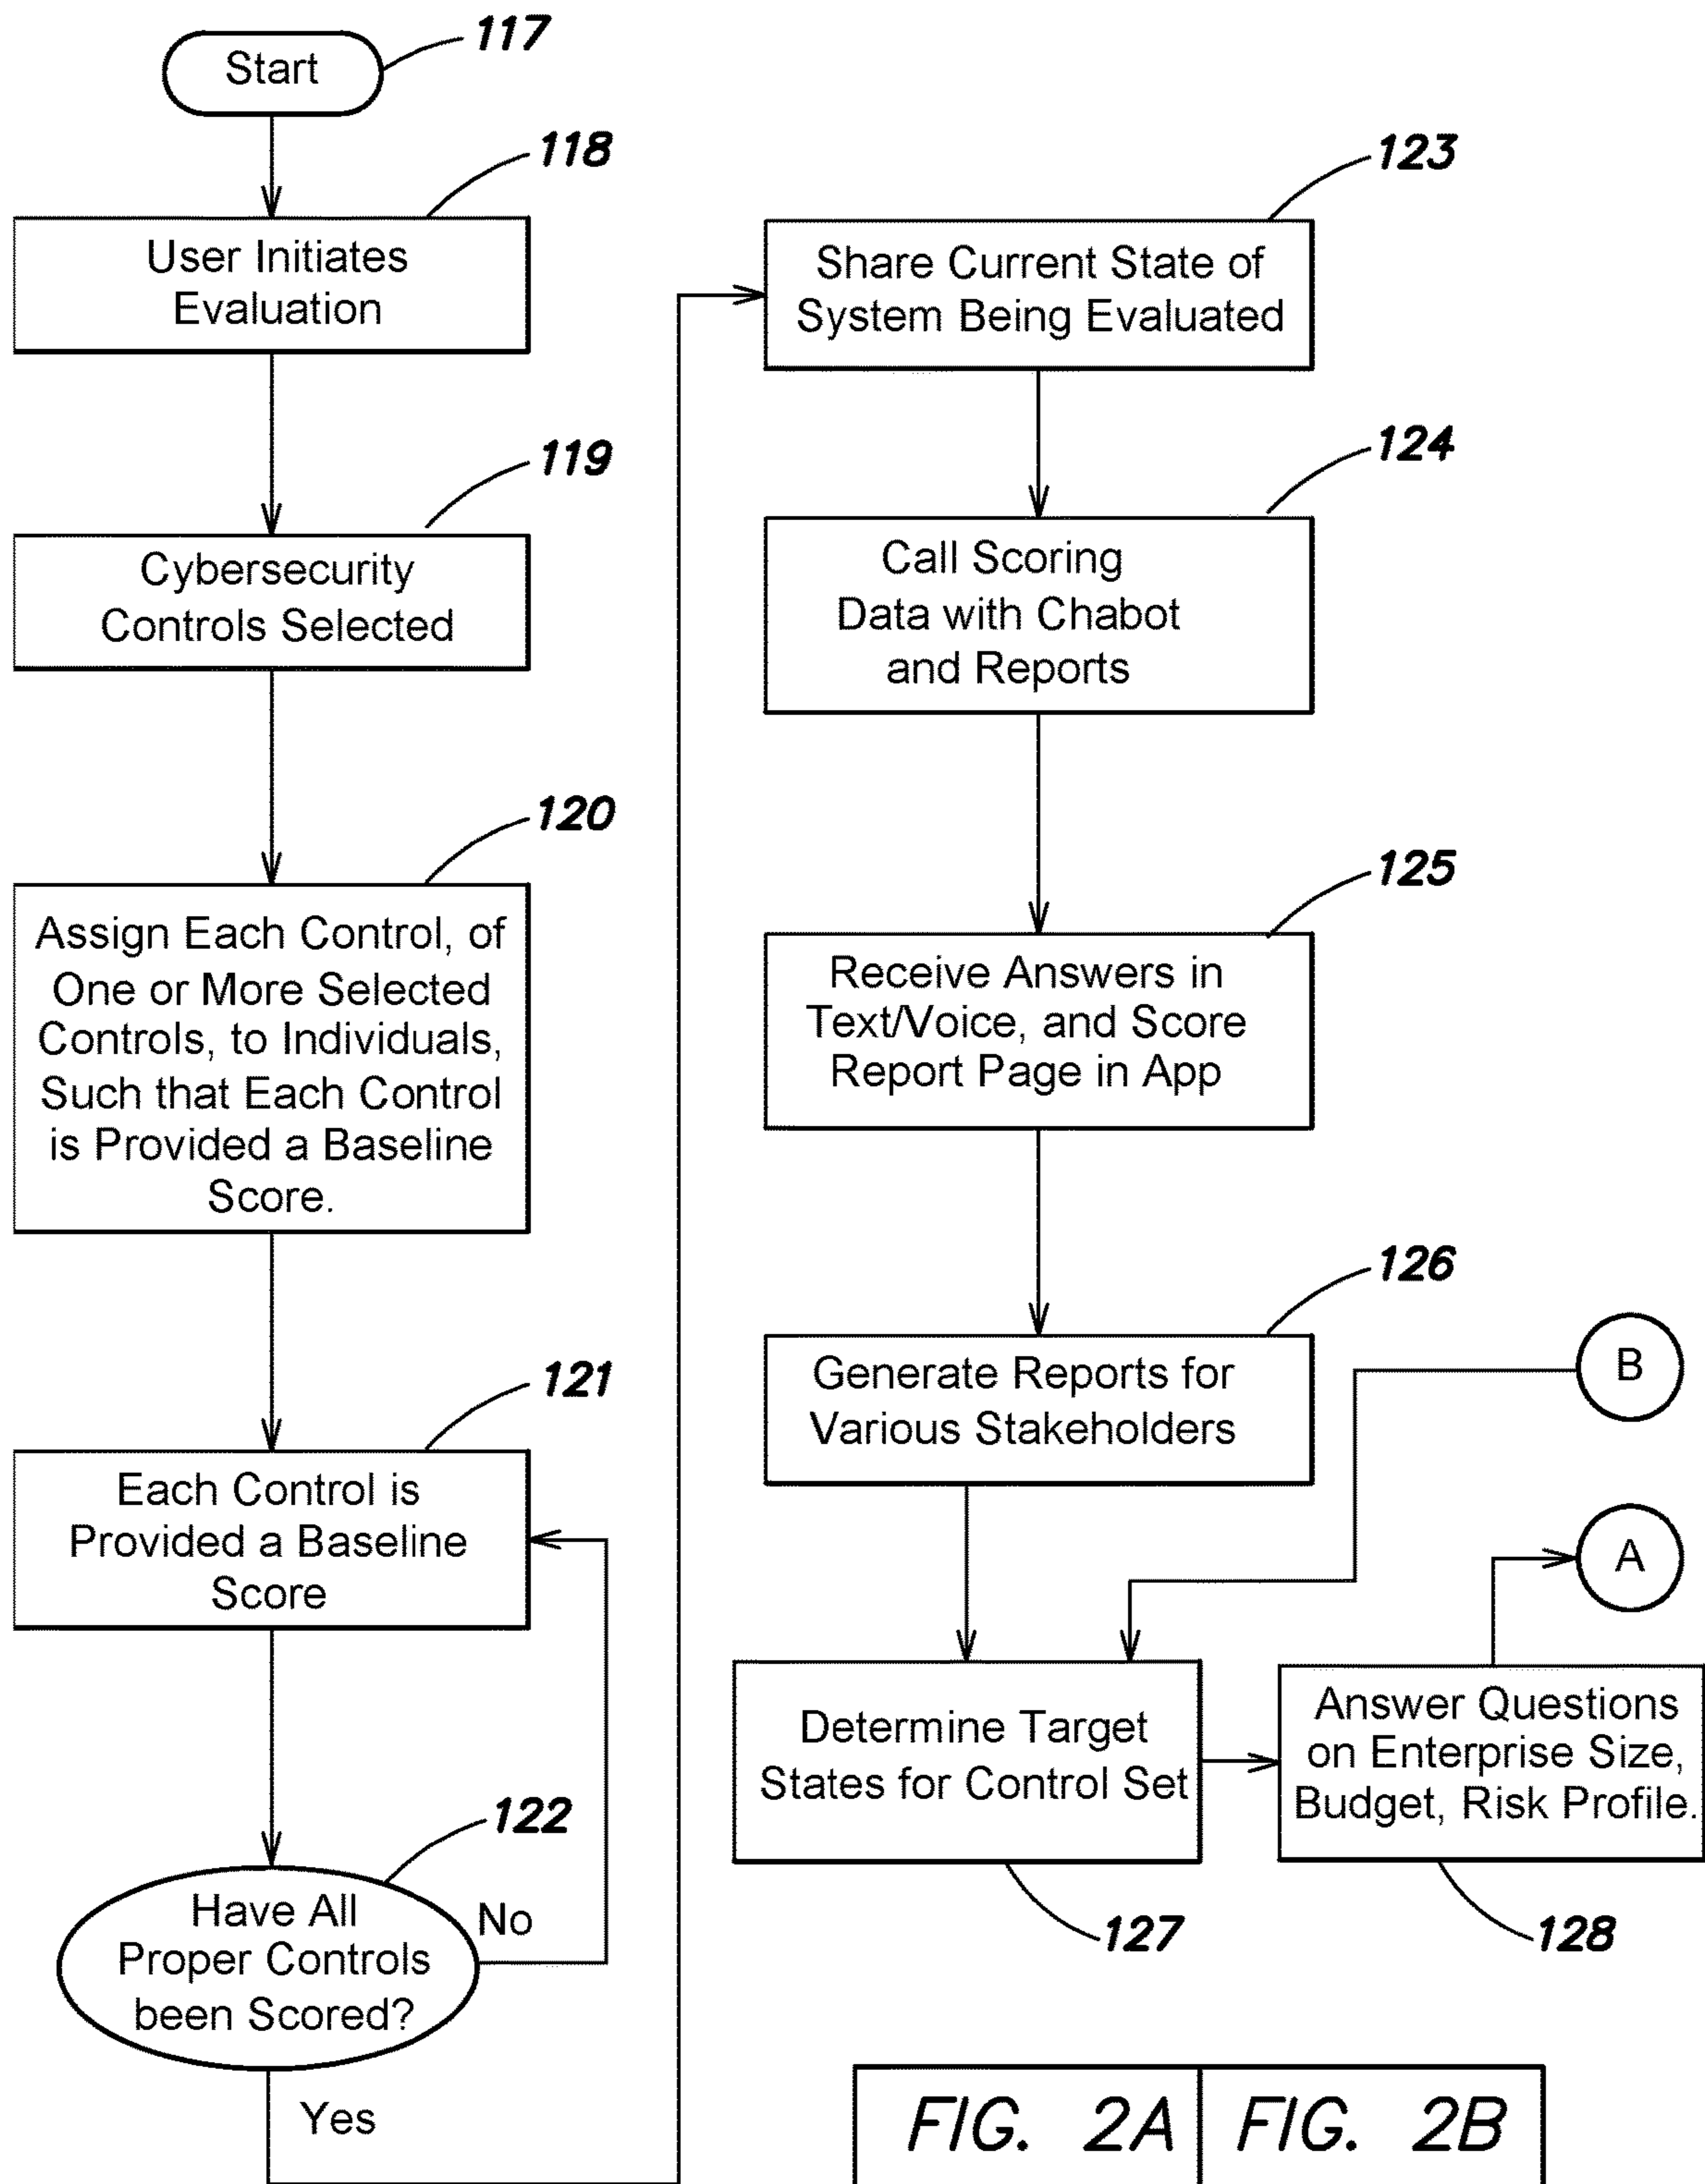 117
Start
118
User Initiates
Evaluation
119
Cybersecurity
Controls Selected
120
Assign Each Control, of
One or More Selected
Controls, to Individuals,
Such that Each Control
is Provided a Baseline
Score.
121
Each Control is
Provided a Baseline
Score
122
Have All
Proper Controls
been Scored?
No
Yes
123
Share Current State of
System Being Evaluated
124
Call Scoring
Data with Chabot
and Reports
125
Receive Answers in
Text/Voice, and Score
Report Page in App
126
Generate Reports for
Various Stakeholders
B
A
Determine Target
States for Control Set
127
Answer Questions
on Enterprise Size,
Budget, Risk Profile.
128
FIG. 2A
FIG. 2B